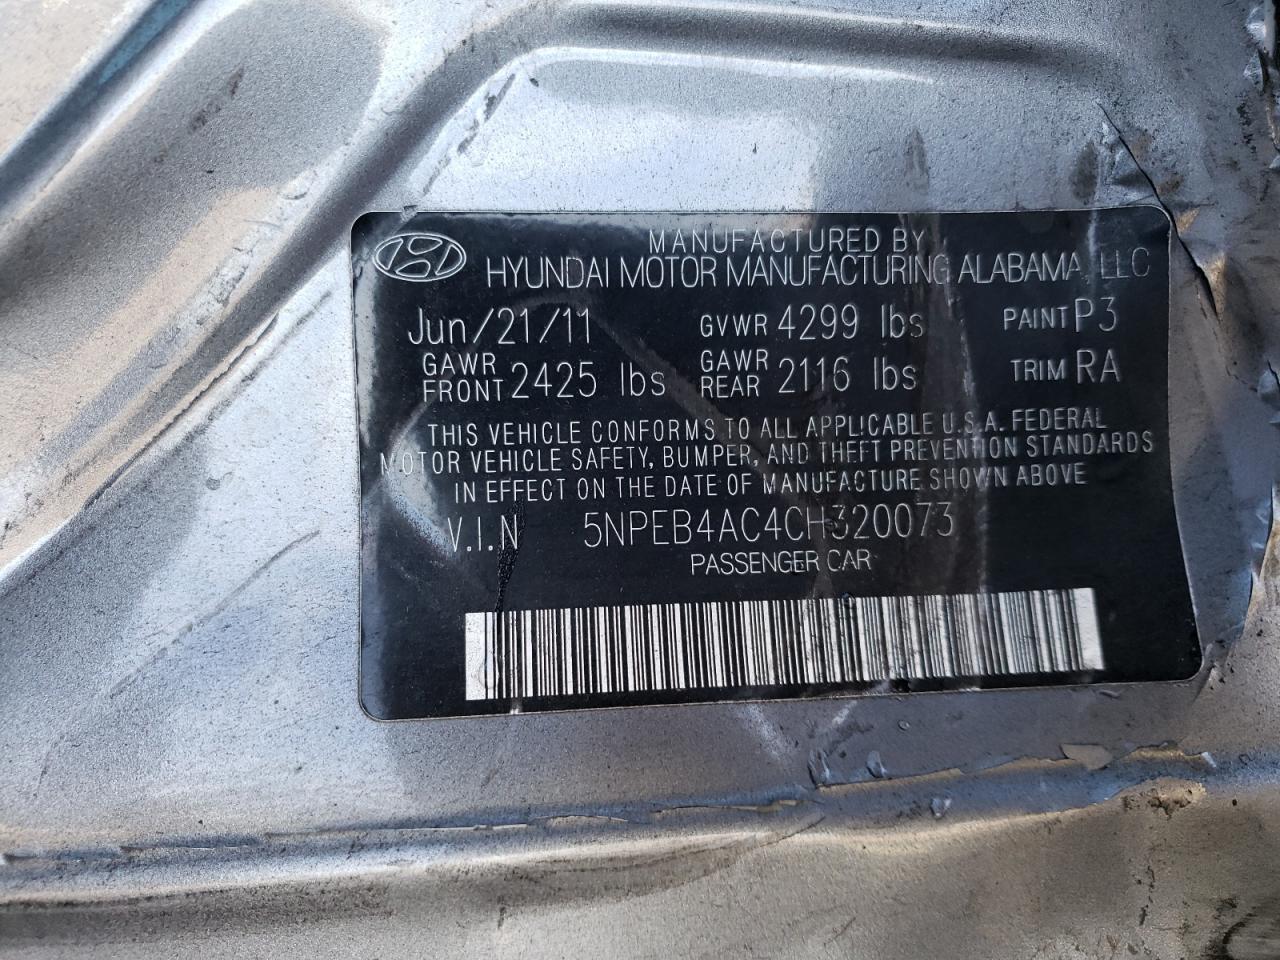 MANUFACTURED BY
HYUNDAI MOTOR MANUFACTURING ALABAMA, LLC
Jun/21/11 GVWR 4299 lbs PAINT P3
GAWR FRONT 2425 lbs GAWR REAR 2116 lbs TRIM RA
THIS VEHICLE CONFORMS TO ALL APPLICABLE U.S.A. FEDERAL
MOTOR VEHICLE SAFETY, BUMPER, AND THEFT PREVENTION STANDARDS
IN EFFECT ON THE DATE OF MANUFACTURE SHOWN ABOVE
V.I.N 5NPEB4AC4CH320073
PASSENGER CAR